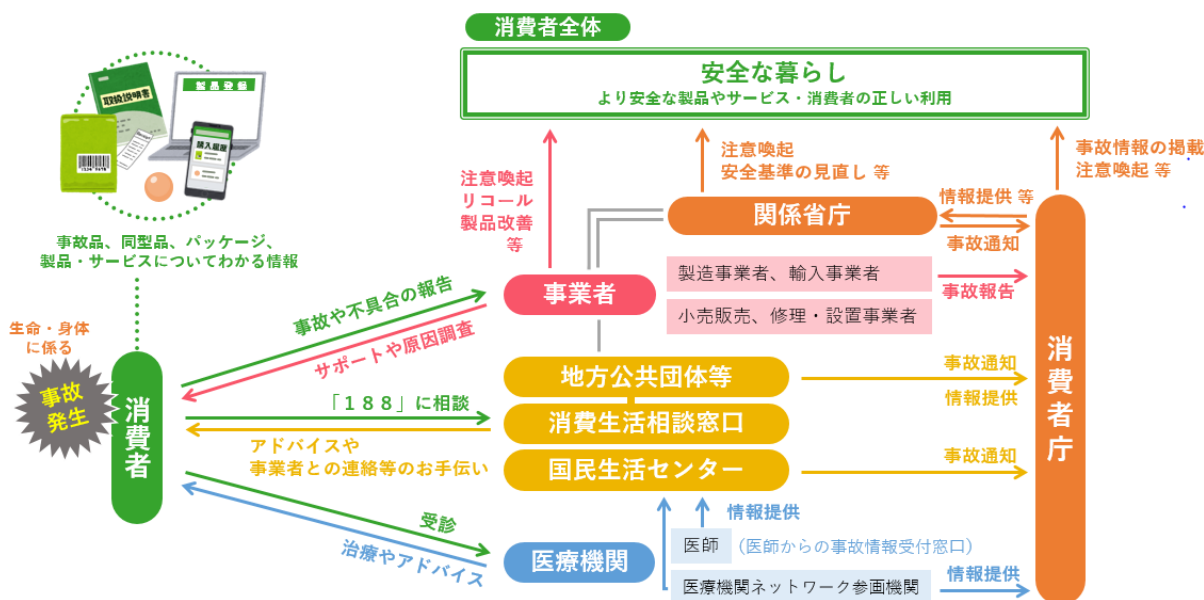 消費者全体
安全な暮らし
より安全な製品やサービス・消費者の正しい利用
取扱説明書
製品登録
購入履歴
事故品、同型品、パッケージ、
製品・サービスについてわかる情報
注意喚起
リコール
製品改善
等
注意喚起
安全基準の見直し 等
事故情報の掲載
注意喚起 等
関係省庁
情報提供 等
事故通知
事業者
製造事業者、輸入事業者
小売販売、修理・設置事業者
事故報告
生命・身体
に係る
事故
発生
消費者
事故や不具合の報告
サポートや原因調査
「188」に相談
アドバイスや
事業者との連絡等のお手伝い
受診
治療やアドバイス
地方公共団体等
消費生活相談窓口
国民生活センター
事故通知
情報提供
事故通知
消費者庁
医療機関
情報提供
医師
(医師からの事故情報受付窓口)
医療機関ネットワーク参画機関
情報提供